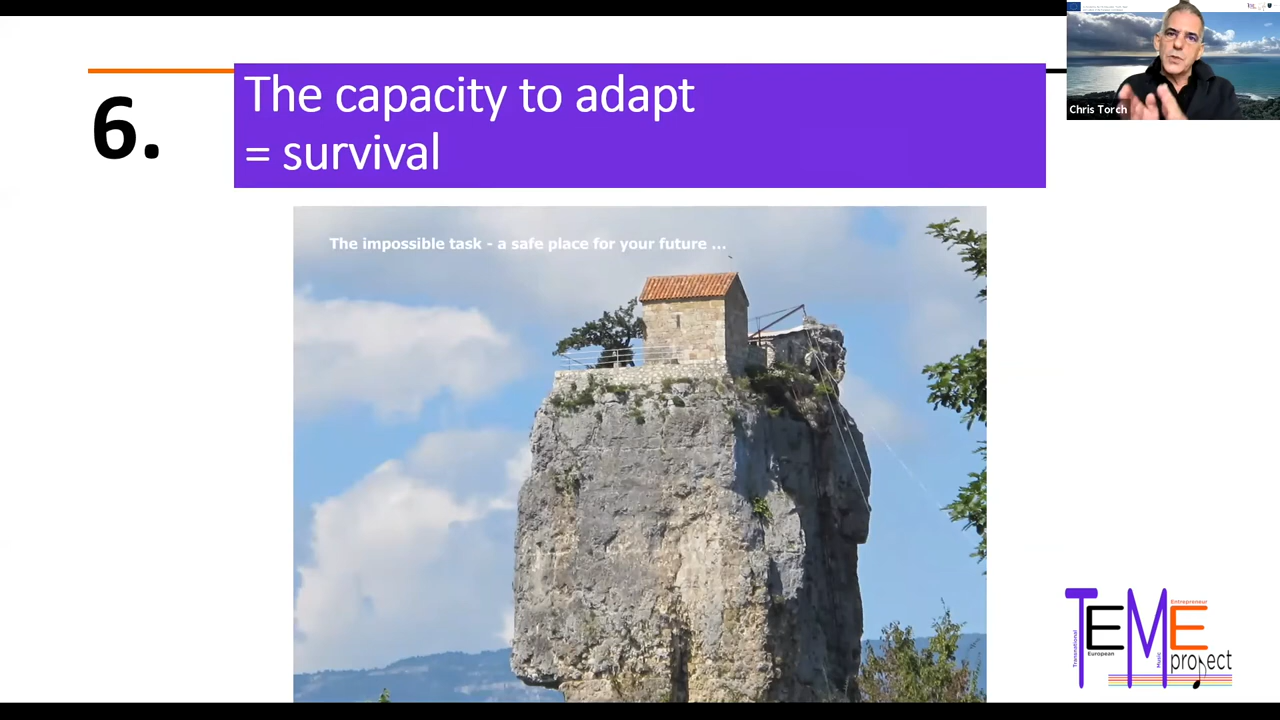 6.
The capacity to adapt
= survival
Chris Torch
The impossible task - a safe place for your future ...
TEME
Transnational
European
Music
Entrepreneur
project